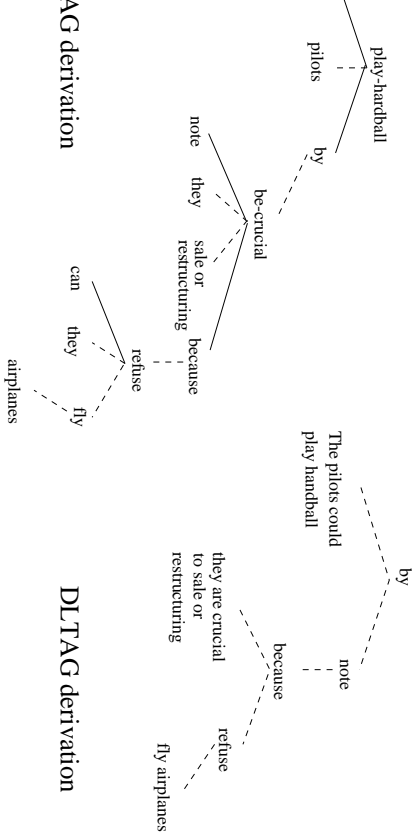 play-hardball
pilots
by
be-crucial
note
they
sale or
restructuring
because
refuse
can
they
fly
airplanes
AG derivation
by
The pilots could
play handball
note
because
they are crucial
to sale or
restructuring
refuse
fly airplanes
DLTAG derivation